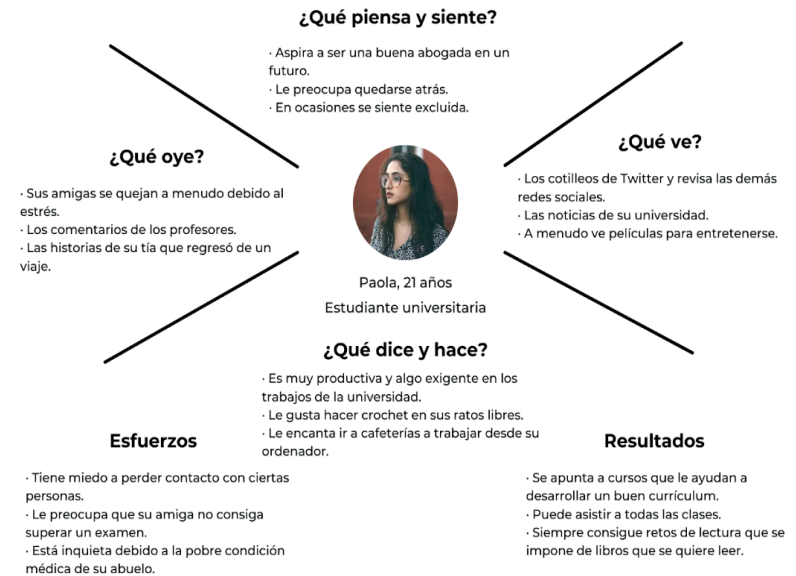 ¿Qué piensa y siente?
· Aspira a ser una buena abogada en un
futuro.
· Le preocupa quedarse atrás.
· En ocasiones se siente excluida.
¿Qué oye?
· Sus amigas se quejan a menudo debido al
estrés.
· Los comentarios de los profesores.
· Las historias de su tía que regresó de un
viaje.
¿Qué ve?
· Los cotilleos de Twitter y revisa las demás
redes sociales.
· Las noticias de su universidad.
· A menudo ve películas para entretenerse.
Paola, 21 años
Estudiante universitaria
¿Qué dice y hace?
· Es muy productiva y algo exigente en los
trabajos de la universidad.
· Le gusta hacer crochet en sus ratos libres.
· Le encanta ir a cafeterías a trabajar desde su
ordenador.
Esfuerzos
· Tiene miedo a perder contacto con ciertas
personas.
· Le preocupa que su amiga no consiga
superar un examen.
· Está inquieta debido a la pobre condición
médica de su abuelo.
Resultados
· Se apunta a cursos que le ayudan a
desarrollar un buen currículum.
· Puede asistir a todas las clases.
· Siempre consigue retos de lectura que se
impone de libros que se quiere leer.